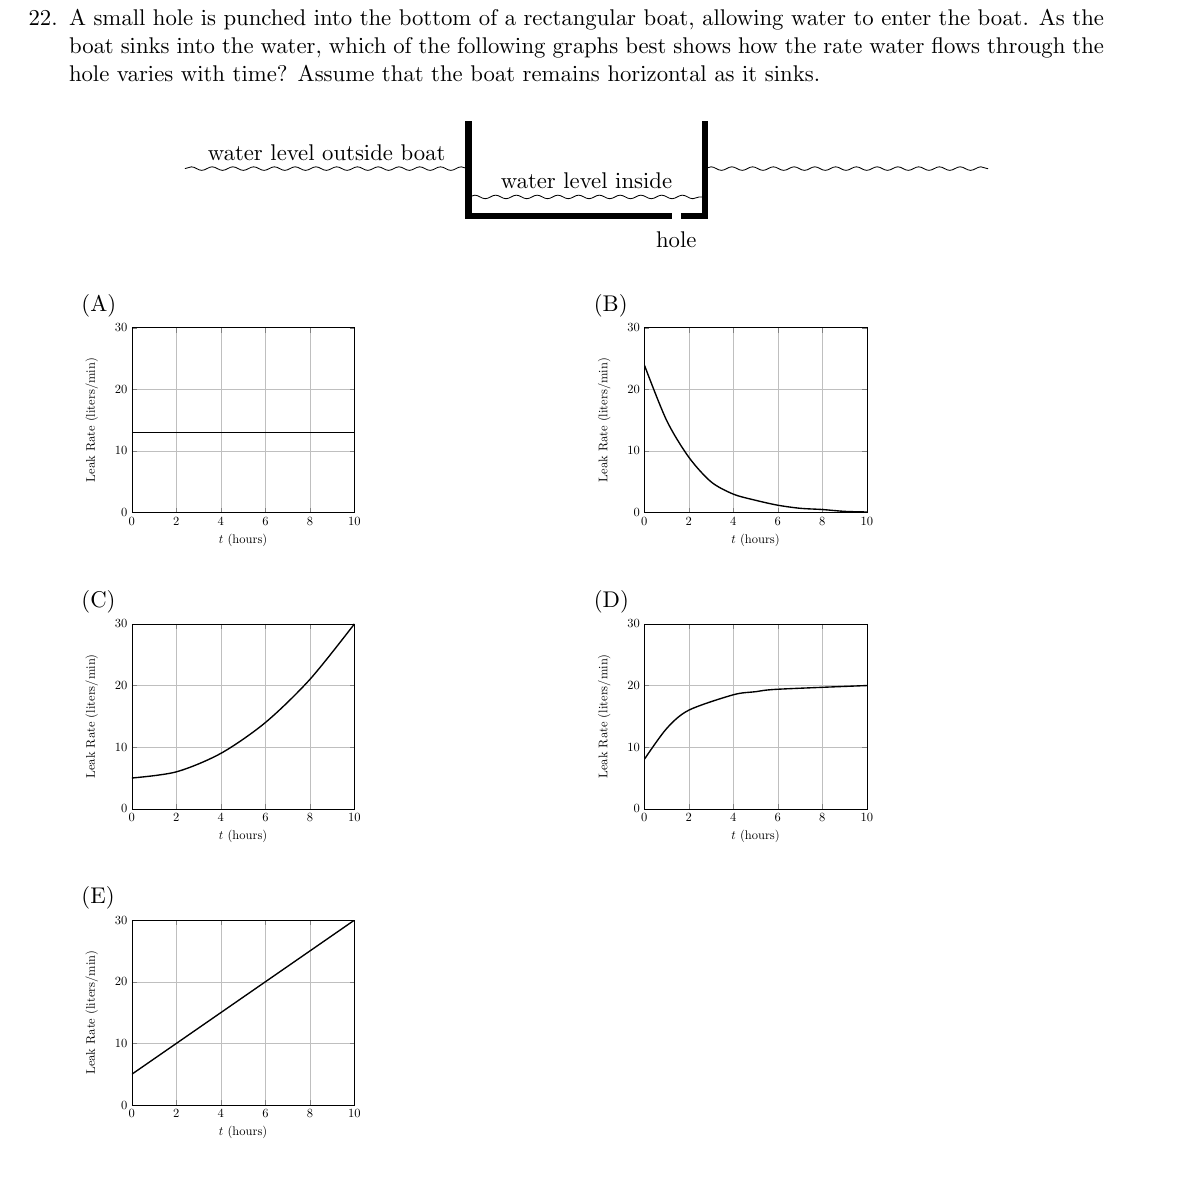 22. A small hole is punched into the bottom of a rectangular boat, allowing water to enter the boat. As the
boat sinks into the water, which of the following graphs best shows how the rate water flows through the
hole varies with time? Assume that the boat remains horizontal as it sinks.
water level outside boat
water level inside
hole
(A)
30
20
10
0
Leak Rate (liters/min)
0 2 4 6 8 10
t (hours)
(B)
30
20
10
0
Leak Rate (liters/min)
0 2 4 6 8 10
t (hours)
(C)
30
20
10
0
Leak Rate (liters/min)
0 2 4 6 8 10
t (hours)
(D)
30
20
10
0
Leak Rate (liters/min)
0 2 4 6 8 10
t (hours)
(E)
30
20
10
0
Leak Rate (liters/min)
0 2 4 6 8 10
t (hours)